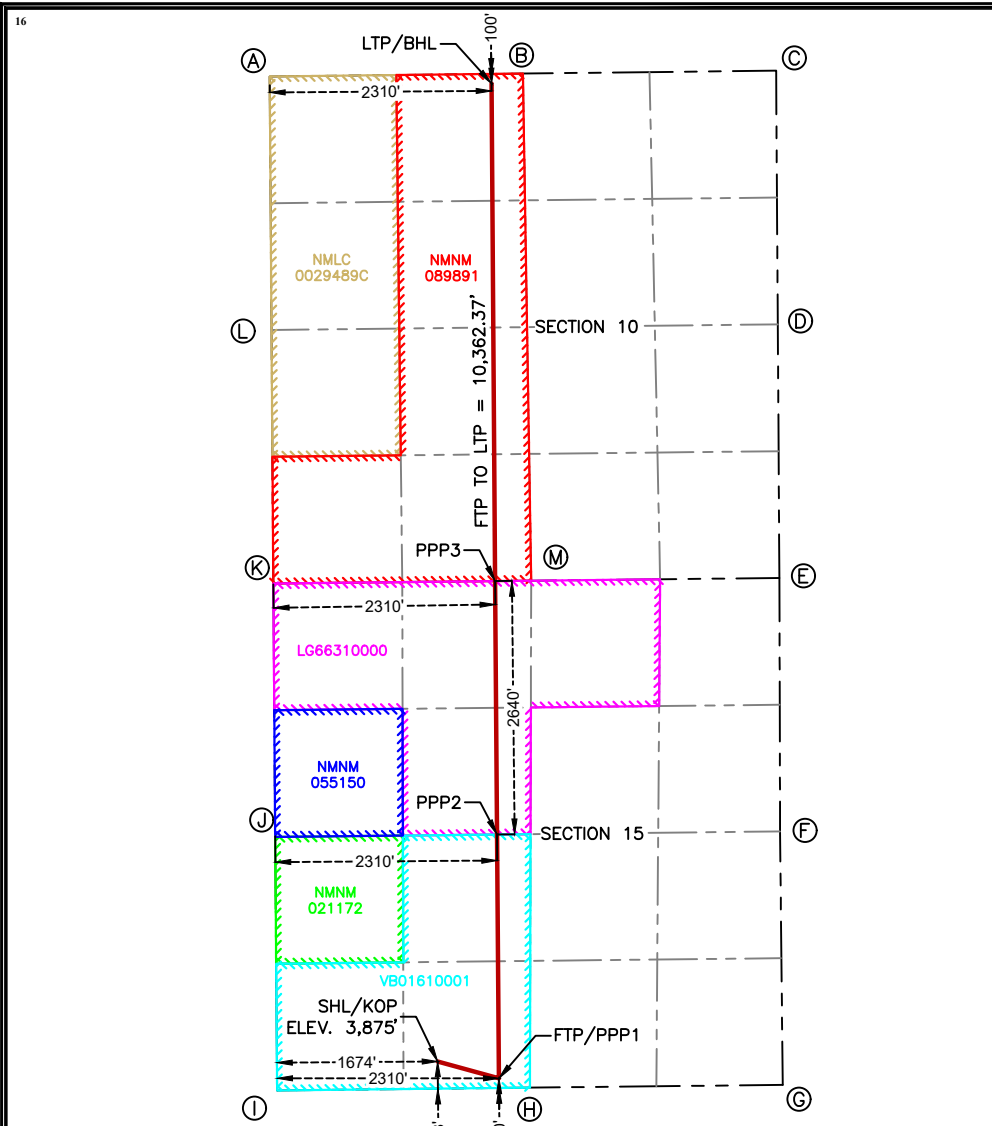 16
LTP/BHL
100'
A
B
C
2310'
NMLC
0029489C
NMNM
089891
L
SECTION 10
D
FTP TO LTP = 10,362.37'
PPP3
M
K
E
2310'
LG66310000
2640'
NMNM
055150
PPP2
J
SECTION 15
F
2310'
NMNM
021172
VB01610001
SHL/KOP
ELEV. 3,875'
FTP/PPP1
1674'
2310'
I
H
G